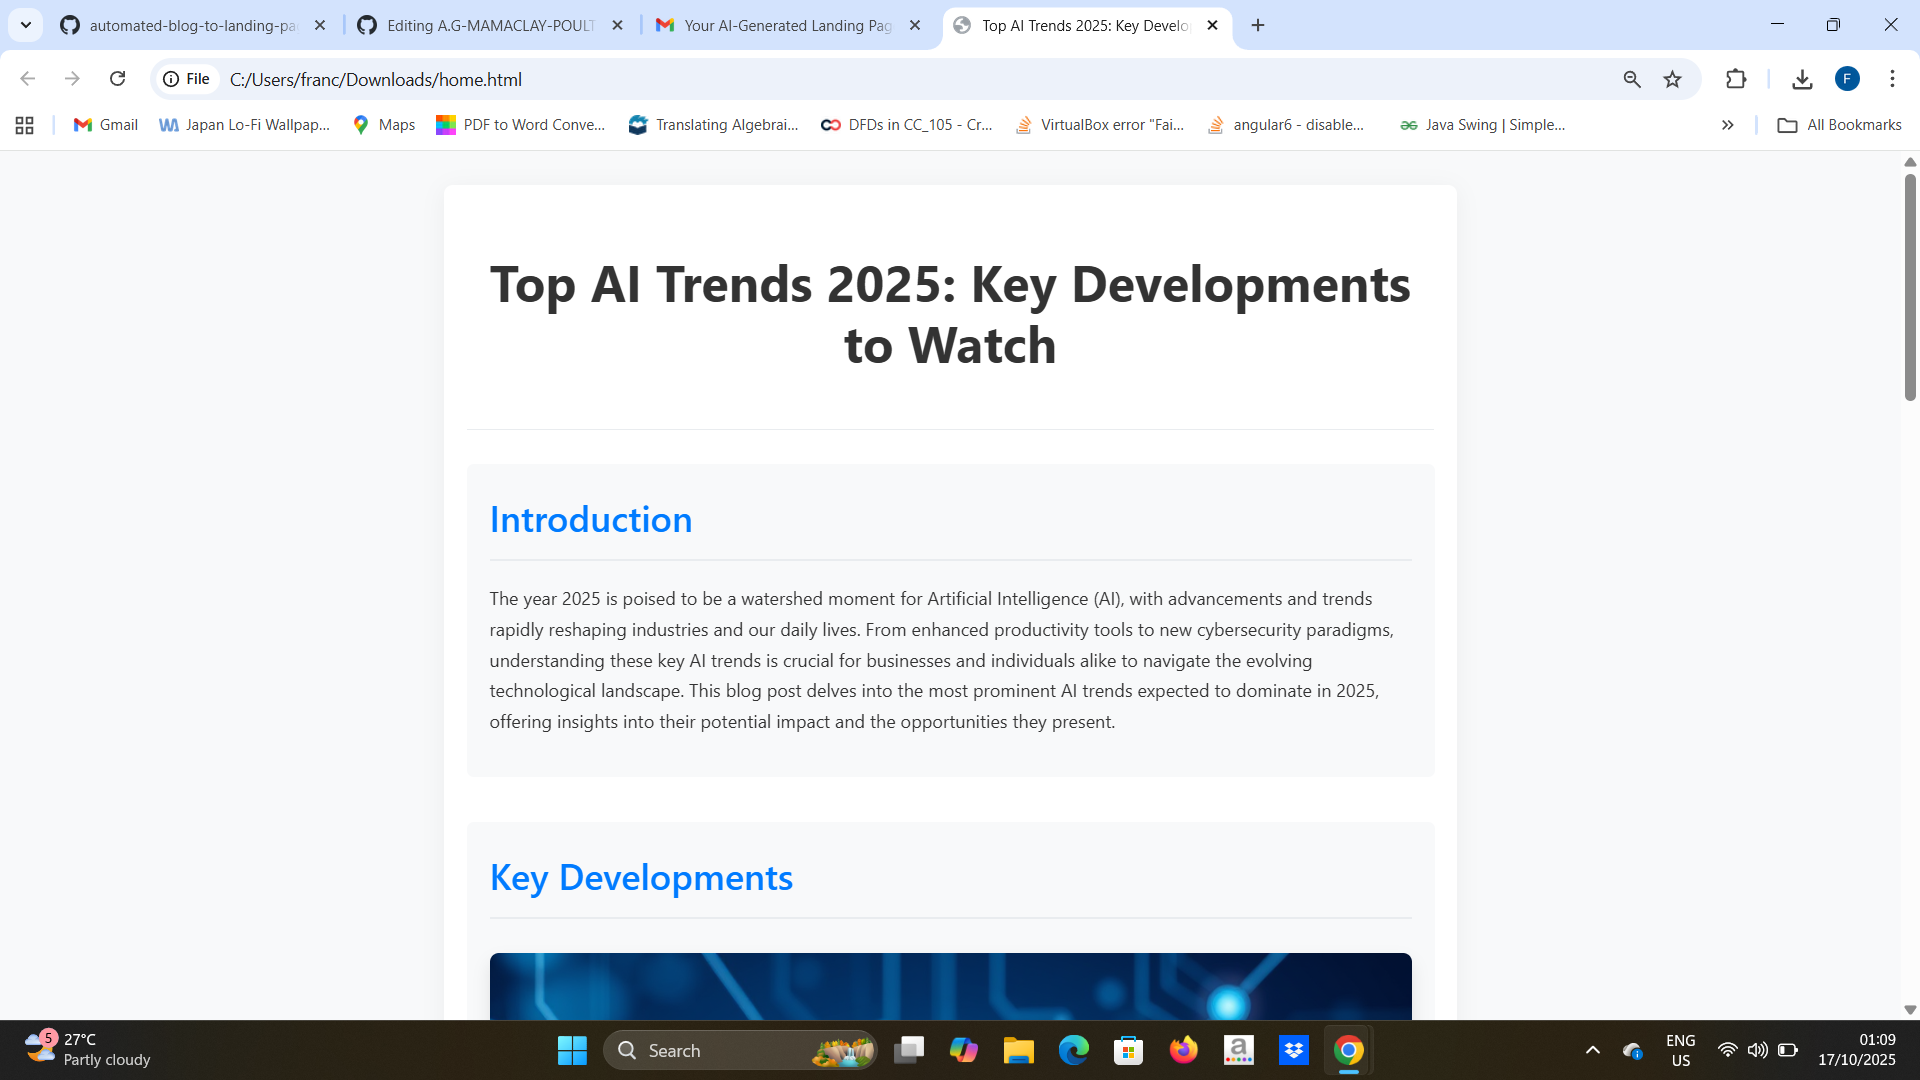 automated-blog-to-landing-pa
Editing A.G-MAMACLAY-POULT
Your AI-Generated Landing Pag
Top AI Trends 2025: Key Develo
File
C:/Users/franc/Downloads/home.html
F
Gmail
Japan Lo-Fi Wallpap...
Maps
PDF to Word Conve...
Translating Algebrai...
DFDs in CC_105 - Cr...
VirtualBox error "Fai...
angular6 - disable...
Java Swing | Simple...
All Bookmarks
Top AI Trends 2025: Key Developments
to Watch
Introduction
The year 2025 is poised to be a watershed moment for Artificial Intelligence (AI), with advancements and trends
rapidly reshaping industries and our daily lives. From enhanced productivity tools to new cybersecurity paradigms,
understanding these key AI trends is crucial for businesses and individuals alike to navigate the evolving
technological landscape. This blog post delves into the most prominent AI trends expected to dominate in 2025,
offering insights into their potential impact and the opportunities they present.
Key Developments
5
27°C
Partly cloudy
Search
a
ENG
US
01:09
17/10/2025